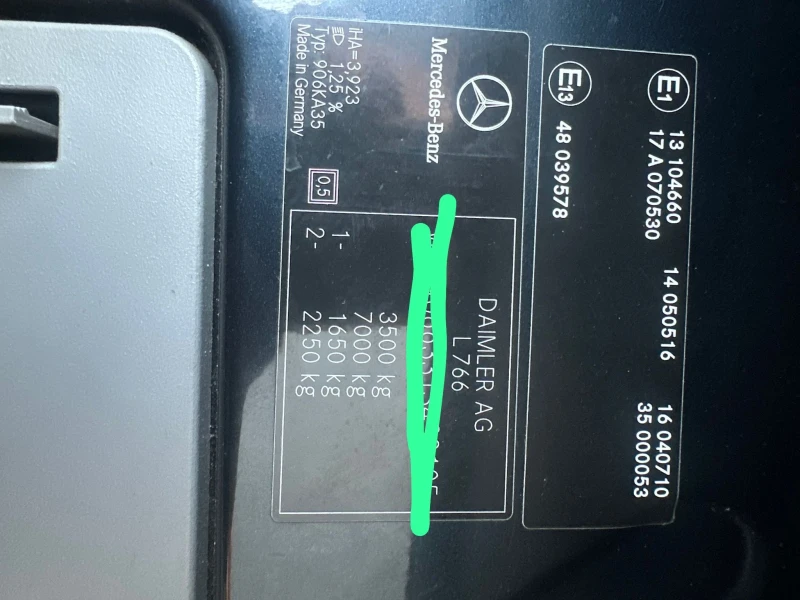 E1 13 104660 14 050516 16 040710
17 A 070530 35 000053
E13 48 039578
Mercedes-Benz
iHA=3,923
1,25 %
Typ: 906KA35
Made in Germany
0,5
DAIMLER AG
L 766
3500 kg
7000 kg
1- 1650 kg
2- 2250 kg